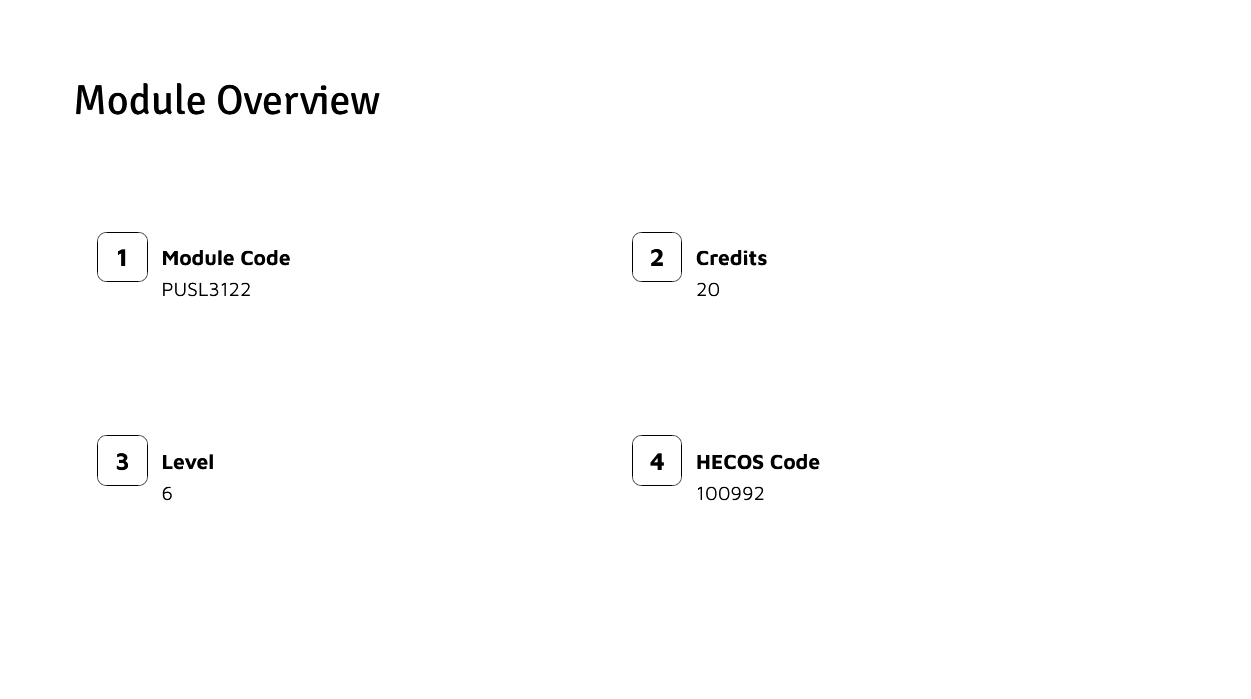 Module Overview
1
Module Code
PUSL3122
2
Credits
20
3
Level
6
4
HECOS Code
100992